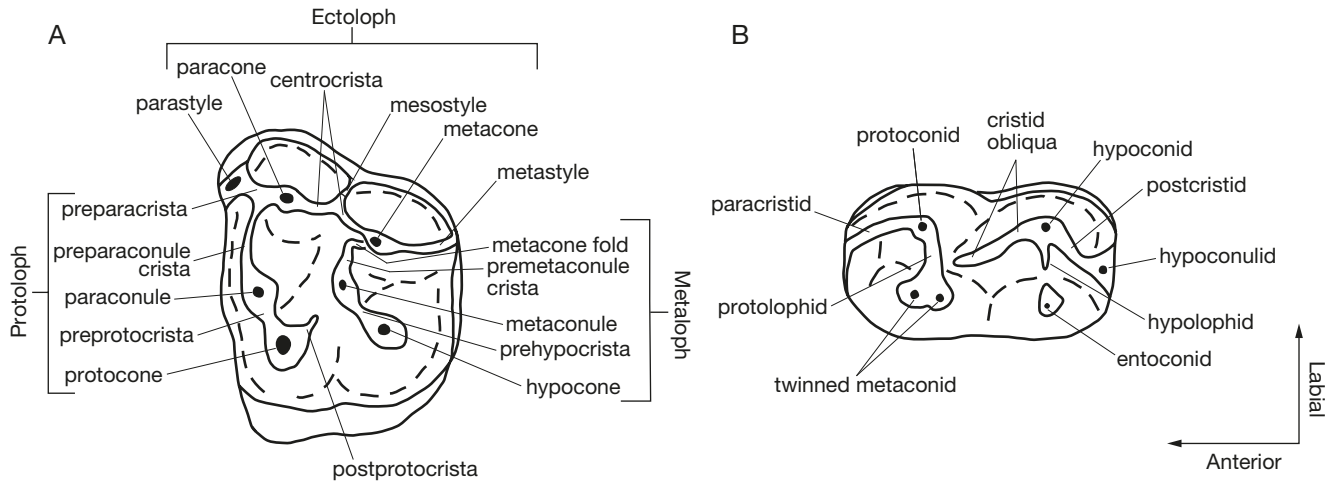 A
Ectoloph
paracone
centrocrista
parastyle
mesostyle
metacone
metastyle
Protoloph
preparacrista
preparaconule
crista
paraconule
preprotocrista
protocone
metacone fold
premetaconule
crista
metaconule
prehypocrista
hypocone
Metaloph
postprotocrista
B
protoconid
cristid
obliqua
hypoconid
postcristid
paracristid
hypoconulid
protolophid
hypolophid
entoconid
twinned metaconid
Labial
Anterior